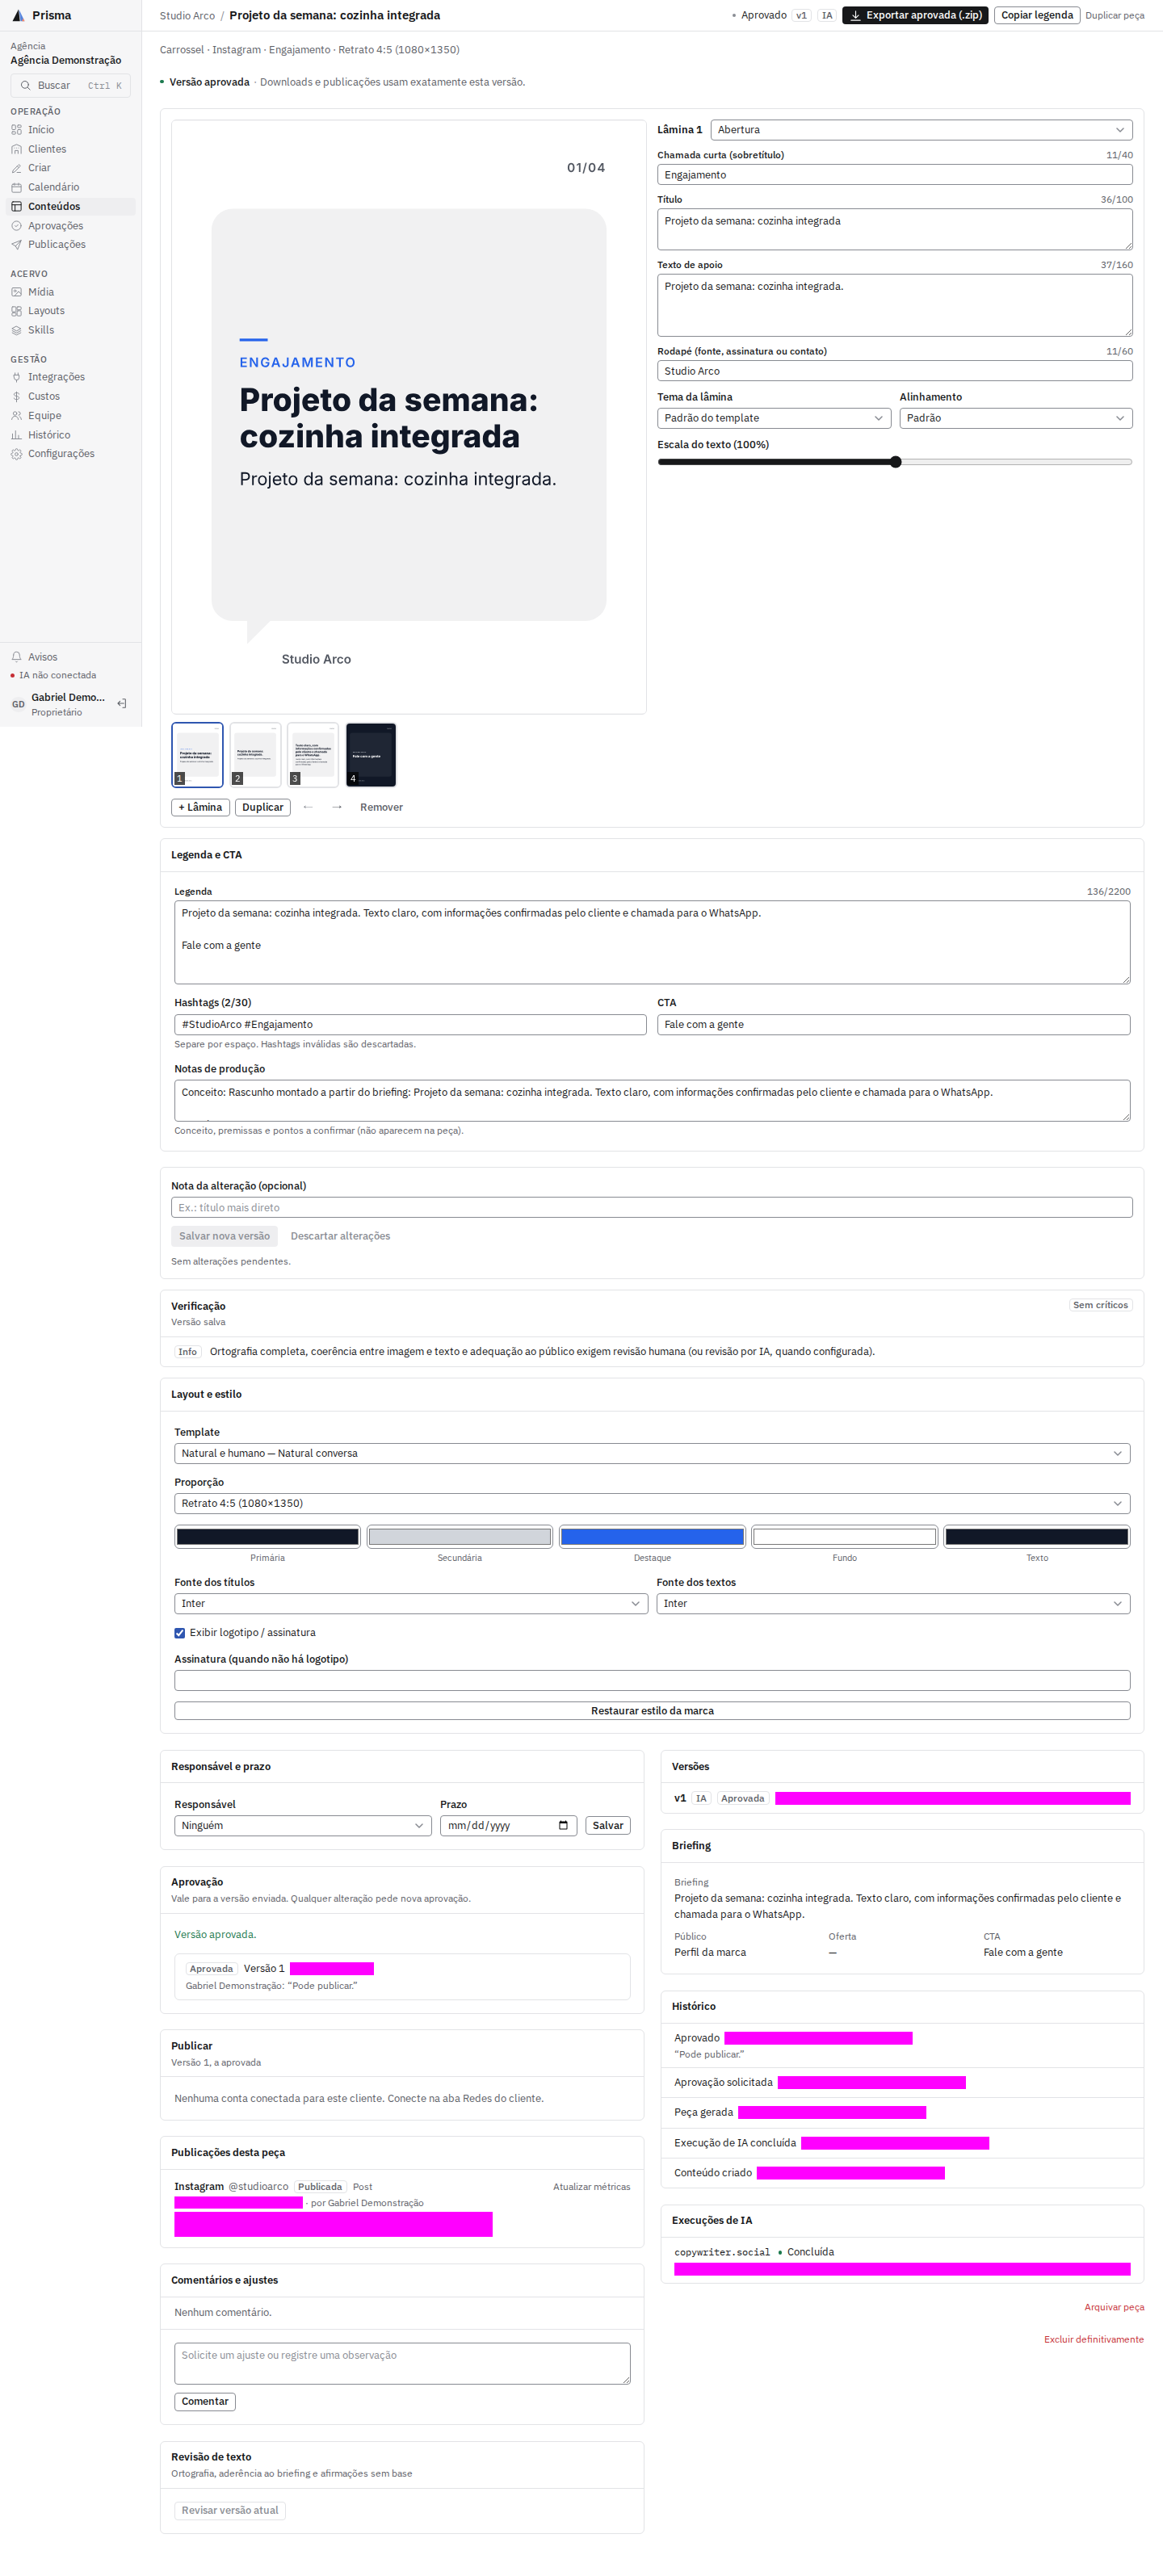 Prisma
Studio Arco / Projeto da semana: cozinha integrada
Aprovado v1 IA Exportar aprovada (.zip) Copiar legenda Duplicar peça
Agência
Agência Demonstração
Buscar Ctrl K
OPERAÇÃO
Início
Clientes
Criar
Calendário
Conteúdos
Aprovações
Publicações
ACERVO
Mídia
Layouts
Skills
GESTÃO
Integrações
Custos
Equipe
Histórico
Configurações
Avisos
IA não conectada
GD Gabriel Demo...
Proprietário
Carrossel · Instagram · Engajamento · Retrato 4:5 (1080×1350)
Versão aprovada · Downloads e publicações usam exatamente esta versão.
01/04
ENGAJAMENTO
Projeto da semana:
cozinha integrada
Projeto da semana: cozinha integrada.
Studio Arco
1 2 3 4
+ Lâmina Duplicar ← → Remover
Lâmina 1 Abertura
Chamada curta (sobretítulo) 11/40
Engajamento
Título 36/100
Projeto da semana: cozinha integrada
Texto de apoio 37/160
Projeto da semana: cozinha integrada.
Rodapé (fonte, assinatura ou contato) 11/60
Studio Arco
Tema da lâmina Alinhamento
Padrão do template Padrão
Escala do texto (100%)
Legenda e CTA
Legenda 136/2200
Projeto da semana: cozinha integrada. Texto claro, com informações confirmadas pelo cliente e chamada para o WhatsApp.
Fale com a gente
Hashtags (2/30) CTA
#StudioArco #Engajamento Fale com a gente
Separe por espaço. Hashtags inválidas são descartadas.
Notas de produção
Conceito: Rascunho montado a partir do briefing: Projeto da semana: cozinha integrada. Texto claro, com informações confirmadas pelo cliente e chamada para o WhatsApp.
Conceito, premissas e pontos a confirmar (não aparecem na peça).
Nota da alteração (opcional)
Ex.: título mais direto
Salvar nova versão Descartar alterações
Sem alterações pendentes.
Verificação Sem críticos
Versão salva
Info Ortografia completa, coerência entre imagem e texto e adequação ao público exigem revisão humana (ou revisão por IA, quando configurada).
Layout e estilo
Template
Natural e humano — Natural conversa
Proporção
Retrato 4:5 (1080×1350)
Primária Secundária Destaque Fundo Texto
Fonte dos títulos Fonte dos textos
Inter Inter
Exibir logotipo / assinatura
Assinatura (quando não há logotipo)
Restaurar estilo da marca
Responsável e prazo
Responsável Prazo
Ninguém mm/dd/yyyy Salvar
Aprovação
Vale para a versão enviada. Qualquer alteração pede nova aprovação.
Versão aprovada.
Aprovada Versão 1
Gabriel Demonstração: “Pode publicar.”
Publicar
Versão 1, a aprovada
Nenhuma conta conectada para este cliente. Conecte na aba Redes do cliente.
Publicações desta peça
Instagram @studioarco Publicada Post Atualizar métricas
· por Gabriel Demonstração
Comentários e ajustes
Nenhum comentário.
Solicite um ajuste ou registre uma observação
Comentar
Revisão de texto
Ortografia, aderência ao briefing e afirmações sem base
Revisar versão atual
Versões
v1 IA Aprovada
Briefing
Briefing
Projeto da semana: cozinha integrada. Texto claro, com informações confirmadas pelo cliente e
chamada para o WhatsApp.
Público Oferta CTA
Perfil da marca — Fale com a gente
Histórico
Aprovado
“Pode publicar.”
Aprovação solicitada
Peça gerada
Execução de IA concluída
Conteúdo criado
Execuções de IA
copywriter.social Concluída
Arquivar peça
Excluir definitivamente